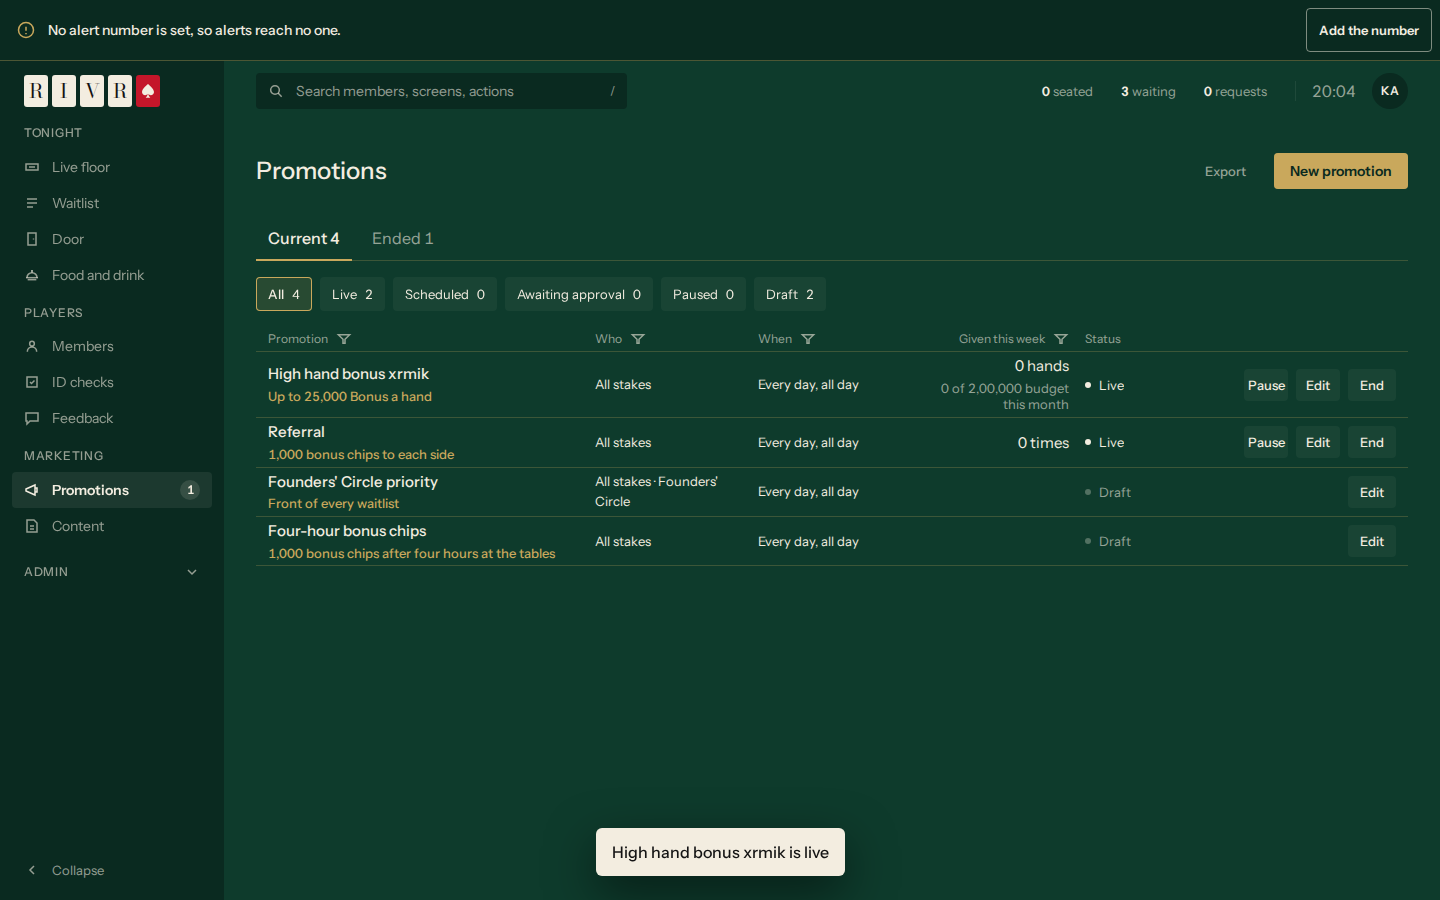 No alert number is set, so alerts reach no one.
Add the number
R I V R
Search members, screens, actions /
0 seated 3 waiting 0 requests 20:04 KA
TONIGHT
Live floor
Waitlist
Door
Food and drink
PLAYERS
Members
ID checks
Feedback
MARKETING
Promotions 1
Content
ADMIN
Collapse
Promotions
Export
New promotion
Current 4 Ended 1
All 4 Live 2 Scheduled 0 Awaiting approval 0 Paused 0 Draft 2
Promotion Who When Given this week Status
High hand bonus xrmik
Up to 25,000 Bonus a hand
All stakes
Every day, all day
0 hands
0 of 2,00,000 budget
this month
Live
Pause Edit End
Referral
1,000 bonus chips to each side
All stakes
Every day, all day
0 times
Live
Pause Edit End
Founders' Circle priority
Front of every waitlist
All stakes · Founders'
Circle
Every day, all day
Draft
Edit
Four-hour bonus chips
1,000 bonus chips after four hours at the tables
All stakes
Every day, all day
Draft
Edit
High hand bonus xrmik is live